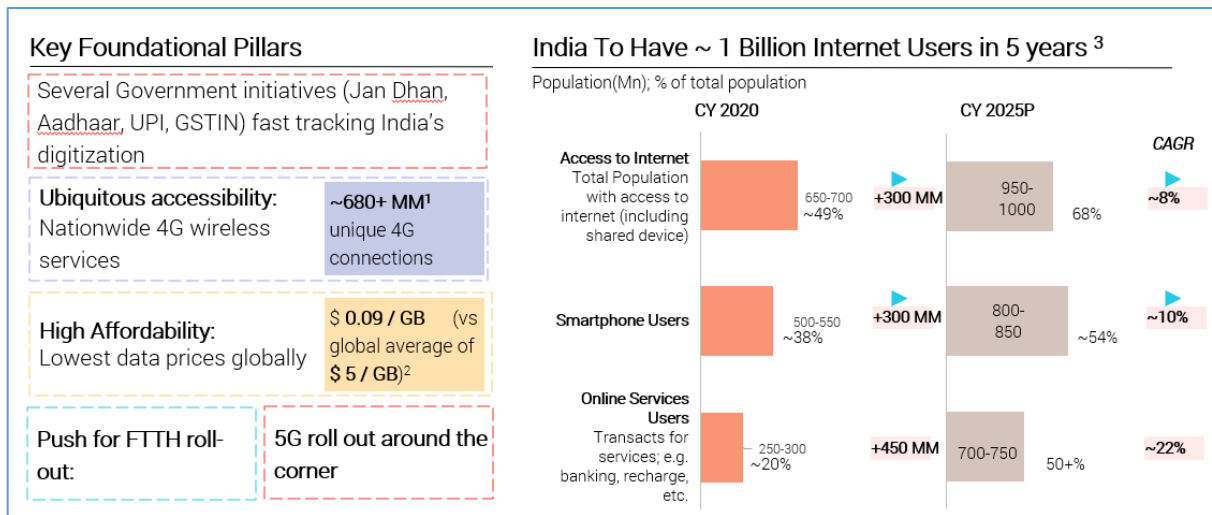 Key Foundational Pillars
Several Government initiatives (Jan Dhan,
Aadhaar, UPI, GSTIN) fast tracking India's
digitization
Ubiquitous accessibility:
Nationwide 4G wireless
services
~680+ MM¹
unique 4G
connections
High Affordability:
Lowest data prices globally
$ 0.09 / GB (vs
global average of
$ 5 / GB)²
Push for FTTH roll-
out:
5G roll out around the
corner
India To Have ~ 1 Billion Internet Users in 5 years ³
Population(Mn); % of total population
CY 2020
CY 2025P
CAGR
Access to Internet
Total Population
with access to
internet (including
shared device)
650-700
~49%
+300 MM
950-
1000
68%
~8%
Smartphone Users
500-550
~38%
+300 MM
800-
850
~54%
~10%
Online Services
Users
Transacts for
services; e.g.
banking, recharge,
etc.
250-300
~20%
+450 MM
700-750
50+%
~22%